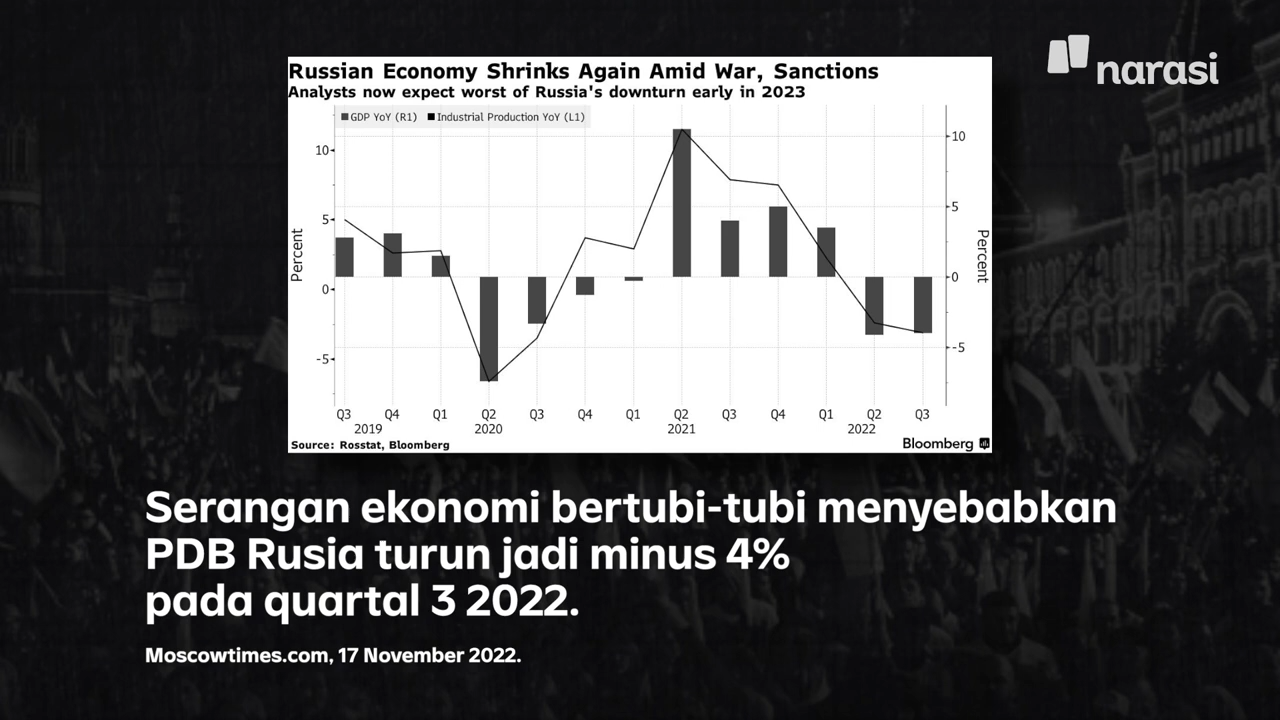 narasi
Russian Economy Shrinks Again Amid War, Sanctions
Analysts now expect worst of Russia's downturn early in 2023
GDP YoY (R1) Industrial Production YoY (L1)
10
5
0
-5
Percent
10
5
0
-5
Percent
Q3 Q4 Q1 Q2 Q3 Q4 Q1 Q2 Q3 Q4 Q1 Q2 Q3
2019 2020 2021 2022
Source: Rosstat, Bloomberg
Bloomberg
Serangan ekonomi bertubi-tubi menyebabkan
PDB Rusia turun jadi minus 4%
pada quartal 3 2022.
Moscowtimes.com, 17 November 2022.